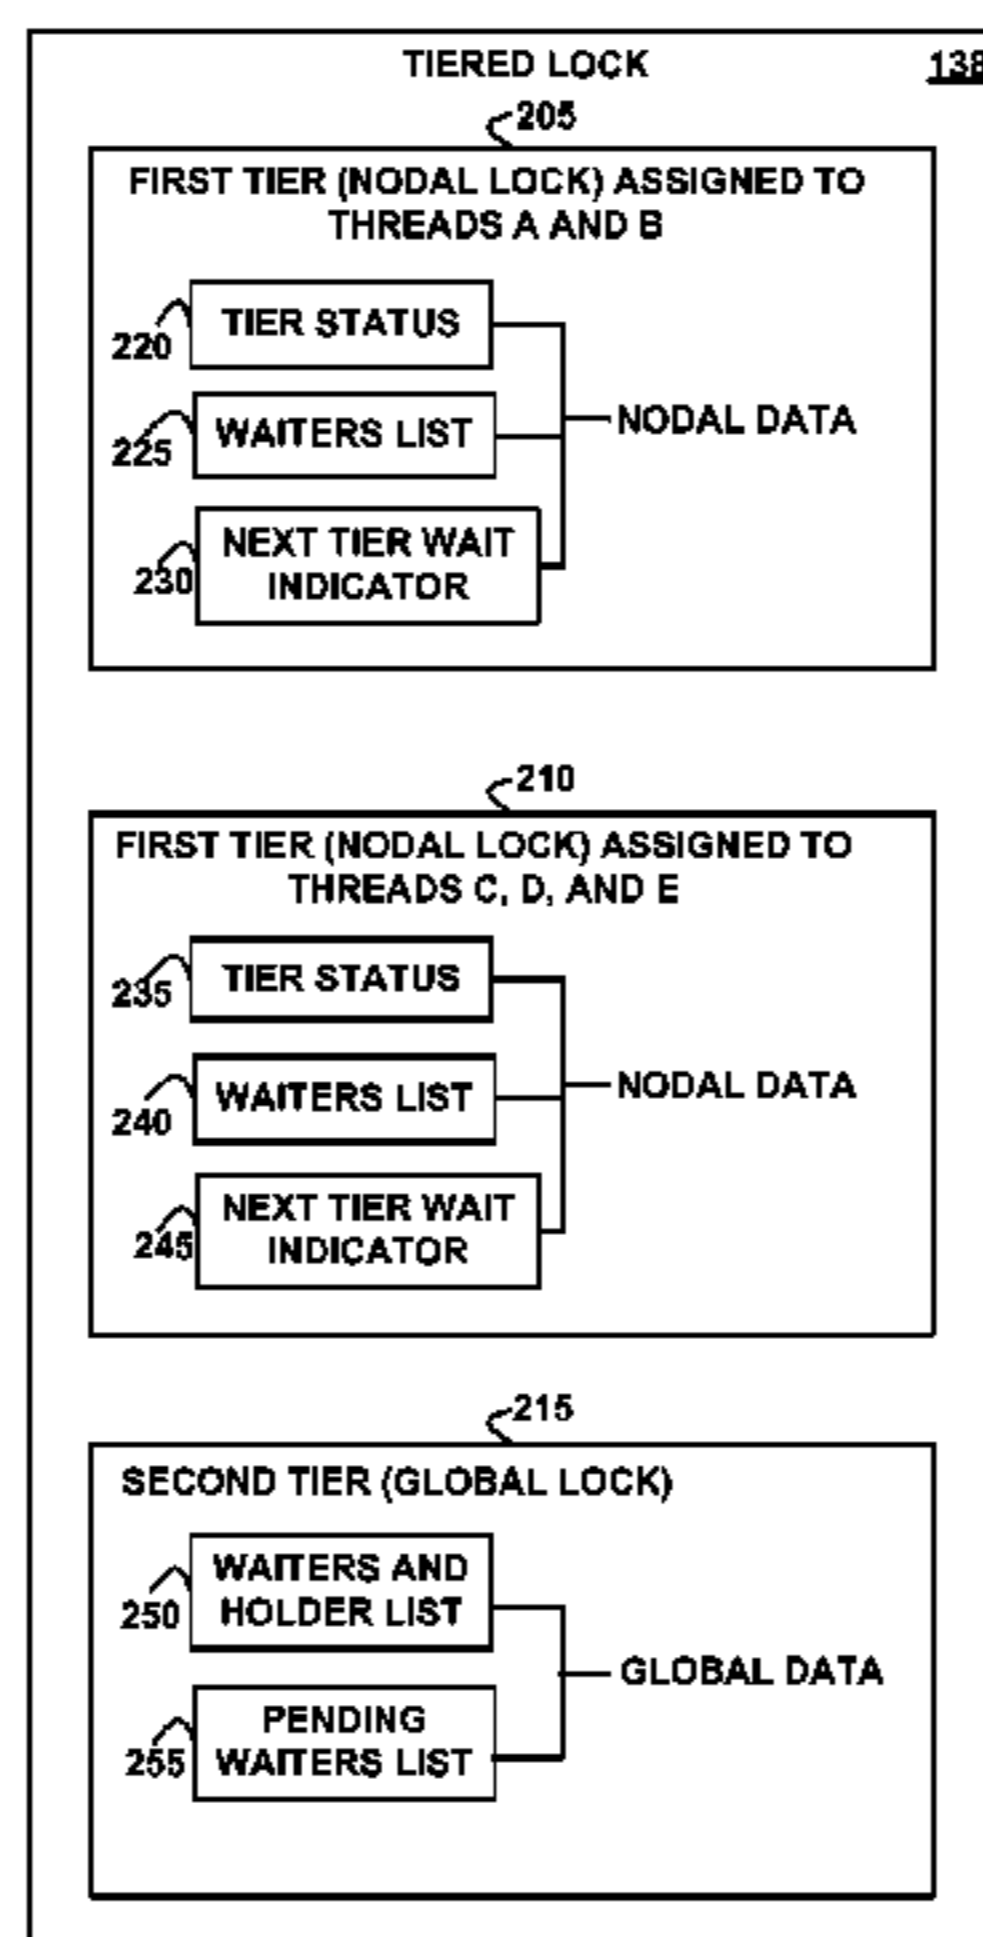 TIERED LOCK 138
205
FIRST TIER (NODAL LOCK) ASSIGNED TO
THREADS A AND B
220 TIER STATUS
225 WAITERS LIST
NODAL DATA
230 NEXT TIER WAIT
INDICATOR
210
FIRST TIER (NODAL LOCK) ASSIGNED TO
THREADS C, D, AND E
235 TIER STATUS
240 WAITERS LIST
NODAL DATA
245 NEXT TIER WAIT
INDICATOR
215
SECOND TIER (GLOBAL LOCK)
250 WAITERS AND
HOLDER LIST
GLOBAL DATA
255 PENDING
WAITERS LIST